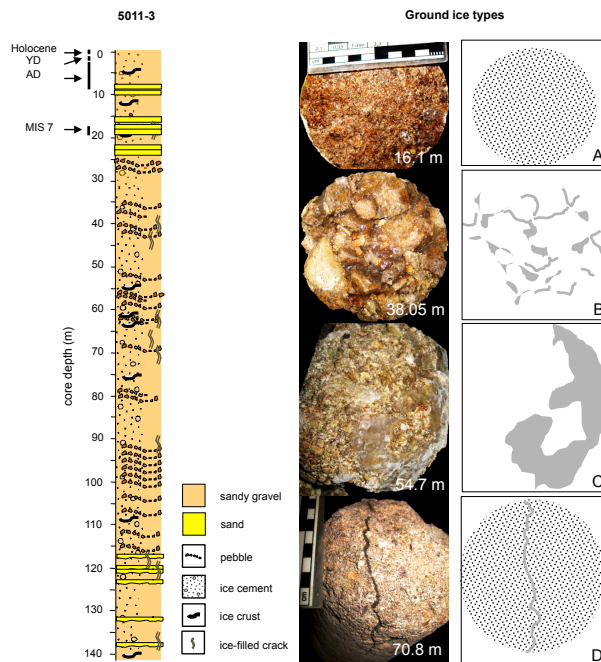 5011-3
Ground ice types
Holocene
YD
AD
MIS 7
core depth (m)
0
10
20
30
40
50
60
70
80
90
100
110
120
130
140
sandy gravel
sand
pebble
ice cement
ice crust
ice-filled crack
16.1 m
A
38.05 m
B
54.7 m
C
cm
70.8 m
D